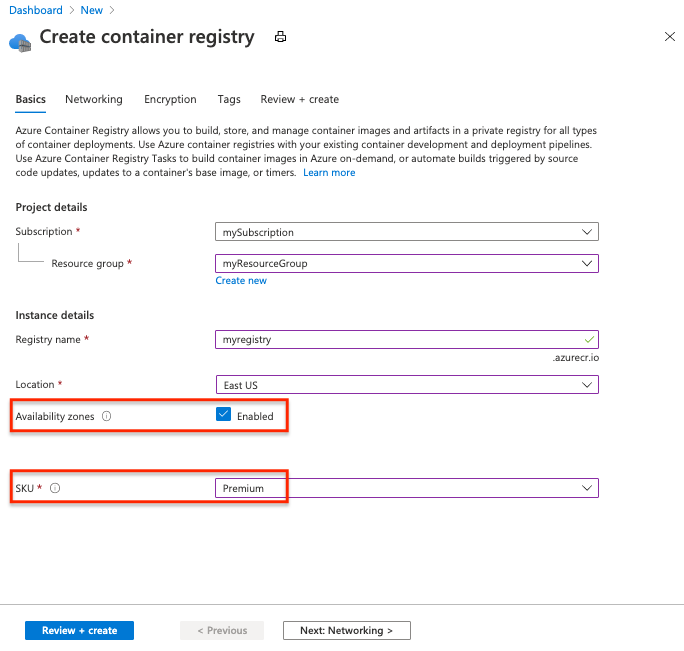 Dashboard > New >
Create container registry
Basics Networking Encryption Tags Review + create
Azure Container Registry allows you to build, store, and manage container images and artifacts in a private registry for all types
of container deployments. Use Azure container registries with your existing container development and deployment pipelines.
Use Azure Container Registry Tasks to build container images in Azure on-demand, or automate builds triggered by source
code updates, updates to a container's base image, or timers. Learn more
Project details
Subscription * mySubscription
Resource group * myResourceGroup
Create new
Instance details
Registry name * myregistry
.azurecr.io
Location * East US
Availability zones Enabled
SKU * Premium
Review + create < Previous Next: Networking >